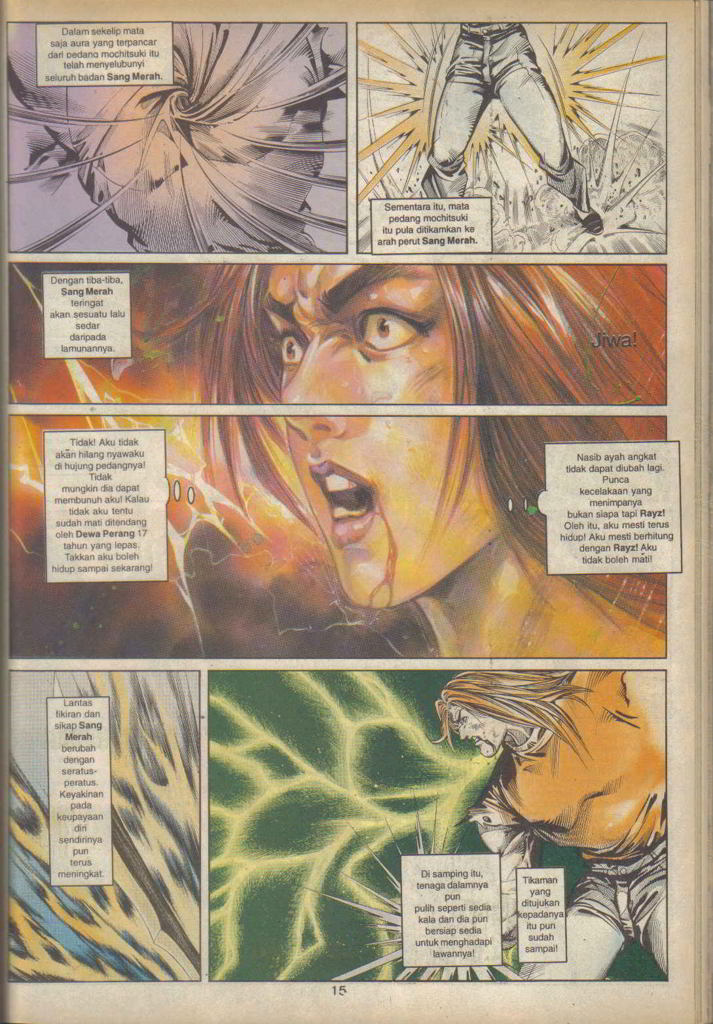 Dalam sekelip mata
saja aura yang terpancar
dari pedang mochitsuki itu
telah menyelubunyi
seluruh badan Sang Merah.
Sementara itu, mata
pedang mochitsuki
itu pula ditikamkan ke
arah perut Sang Merah.
Dengan tiba-tiba,
Sang Merah
teringat
akan sesuatu lalu
sedar
daripada
lamunannya.
Jiwa!
Tidak! Aku tidak
akan hilang nyawaku
di hujung pedangnya!
Tidak
mungkin dia dapat
membunuh aku! Kalau
tidak aku tentu
sudah mati ditendang
oleh Dewa Perang 17
tahun yang lepas.
Takkan aku boleh
hidup sampai sekarang!
Nasib ayah angkat
tidak dapat diubah lagi.
Punca
kecelakaan yang
menimpanya
bukan siapa tapi Rayz!
Oleh itu, aku mesti terus
hidup! Aku mesti berhitung
dengan Rayz! Aku
tidak boleh mati!
Lantas
fikiran dan
sikap Sang
Merah
berubah
dengan
seratus-
peratus.
Keyakinan
pada
keupayaan
diri
sendirinya
pun
terus
meningkat.
Di samping itu,
tenaga dalamnya
pun
pulih seperti sedia
kala dan dia pun
bersiap sedia
untuk menghadapi
lawannya!
Tikaman
yang
ditujukan
kepadanya
itu pun
sudah
sampai!
15